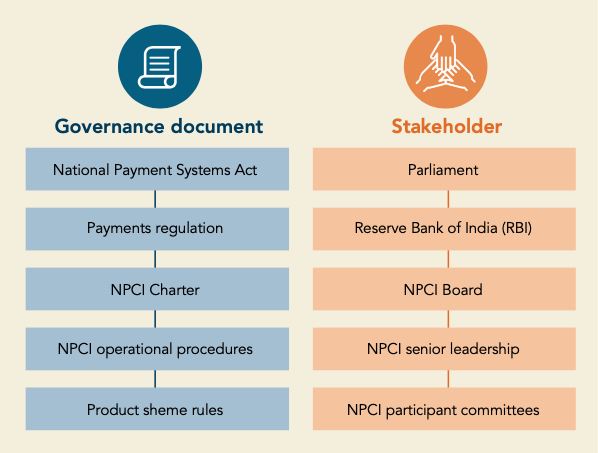 Governance document
Stakeholder
National Payment Systems Act
Parliament
Payments regulation
Reserve Bank of India (RBI)
NPCI Charter
NPCI Board
NPCI operational procedures
NPCI senior leadership
Product sheme rules
NPCI participant committees